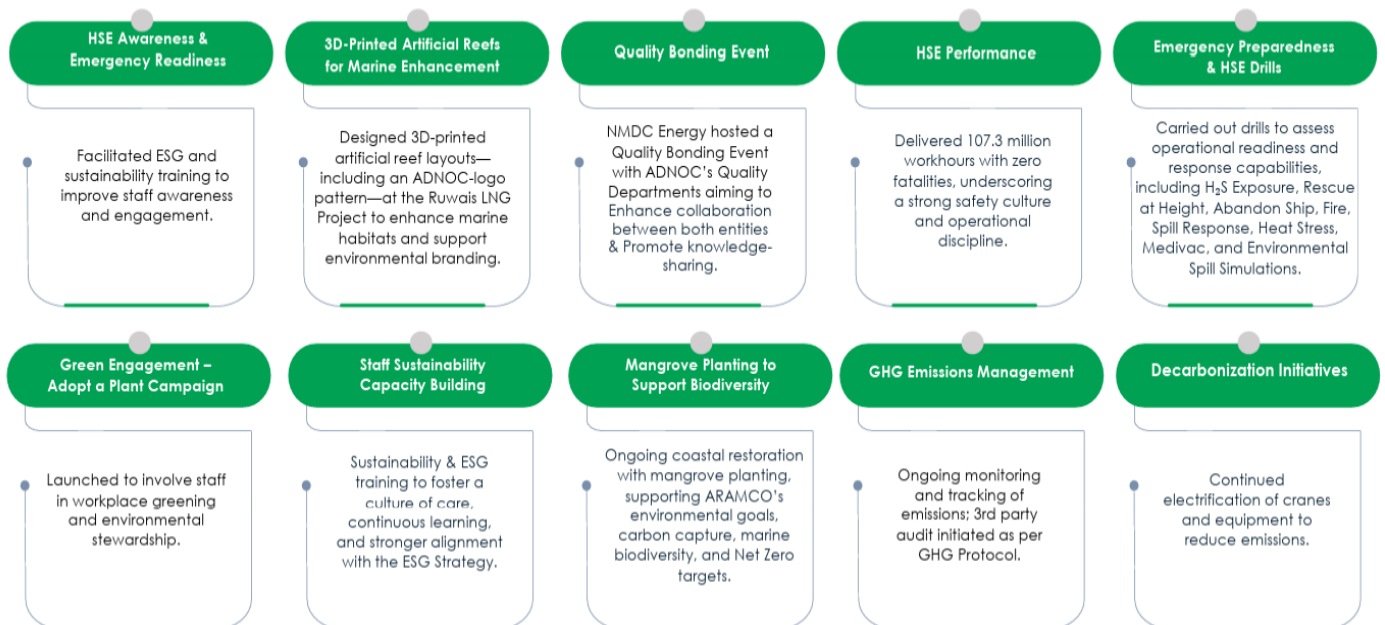 HSE Awareness &
Emergency Readiness
Facilitated ESG and
sustainability training to
improve staff awareness
and engagement.
3D-Printed Artificial Reefs
for Marine Enhancement
Designed 3D-printed
artificial reef layouts—
including an ADNOC-logo
pattern—at the Ruwais LNG
Project to enhance marine
habitats and support
environmental branding.
Quality Bonding Event
NMDC Energy hosted a
Quality Bonding Event
with ADNOC’s Quality
Departments aiming to
Enhance collaboration
between both entities
& Promote knowledge-
sharing.
HSE Performance
Delivered 107.3 million
workhours with zero
fatalities, underscoring
a strong safety culture
and operational
discipline.
Emergency Preparedness
& HSE Drills
Carried out drills to assess
operational readiness and
response capabilities,
including H₂S Exposure, Rescue
at Height, Abandon Ship, Fire,
Spill Response, Heat Stress,
Medivac, and Environmental
Spill Simulations.
Green Engagement –
Adopt a Plant Campaign
Launched to involve staff
in workplace greening
and environmental
stewardship.
Staff Sustainability
Capacity Building
Sustainability & ESG
training to foster a
culture of care,
continuous learning,
and stronger alignment
with the ESG Strategy.
Mangrove Planting to
Support Biodiversity
Ongoing coastal restoration
with mangrove planting,
supporting ARAMCO’s
environmental goals,
carbon capture, marine
biodiversity, and Net Zero
targets.
GHG Emissions Management
Ongoing monitoring
and tracking of
emissions; 3rd party
audit initiated as per
GHG Protocol.
Decarbonization Initiatives
Continued
electrification of cranes
and equipment to
reduce emissions.